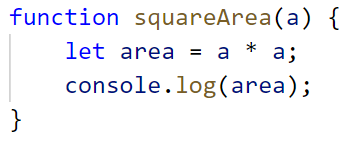 function squareArea(a) {
    let area = a * a;
    console.log(area);
}